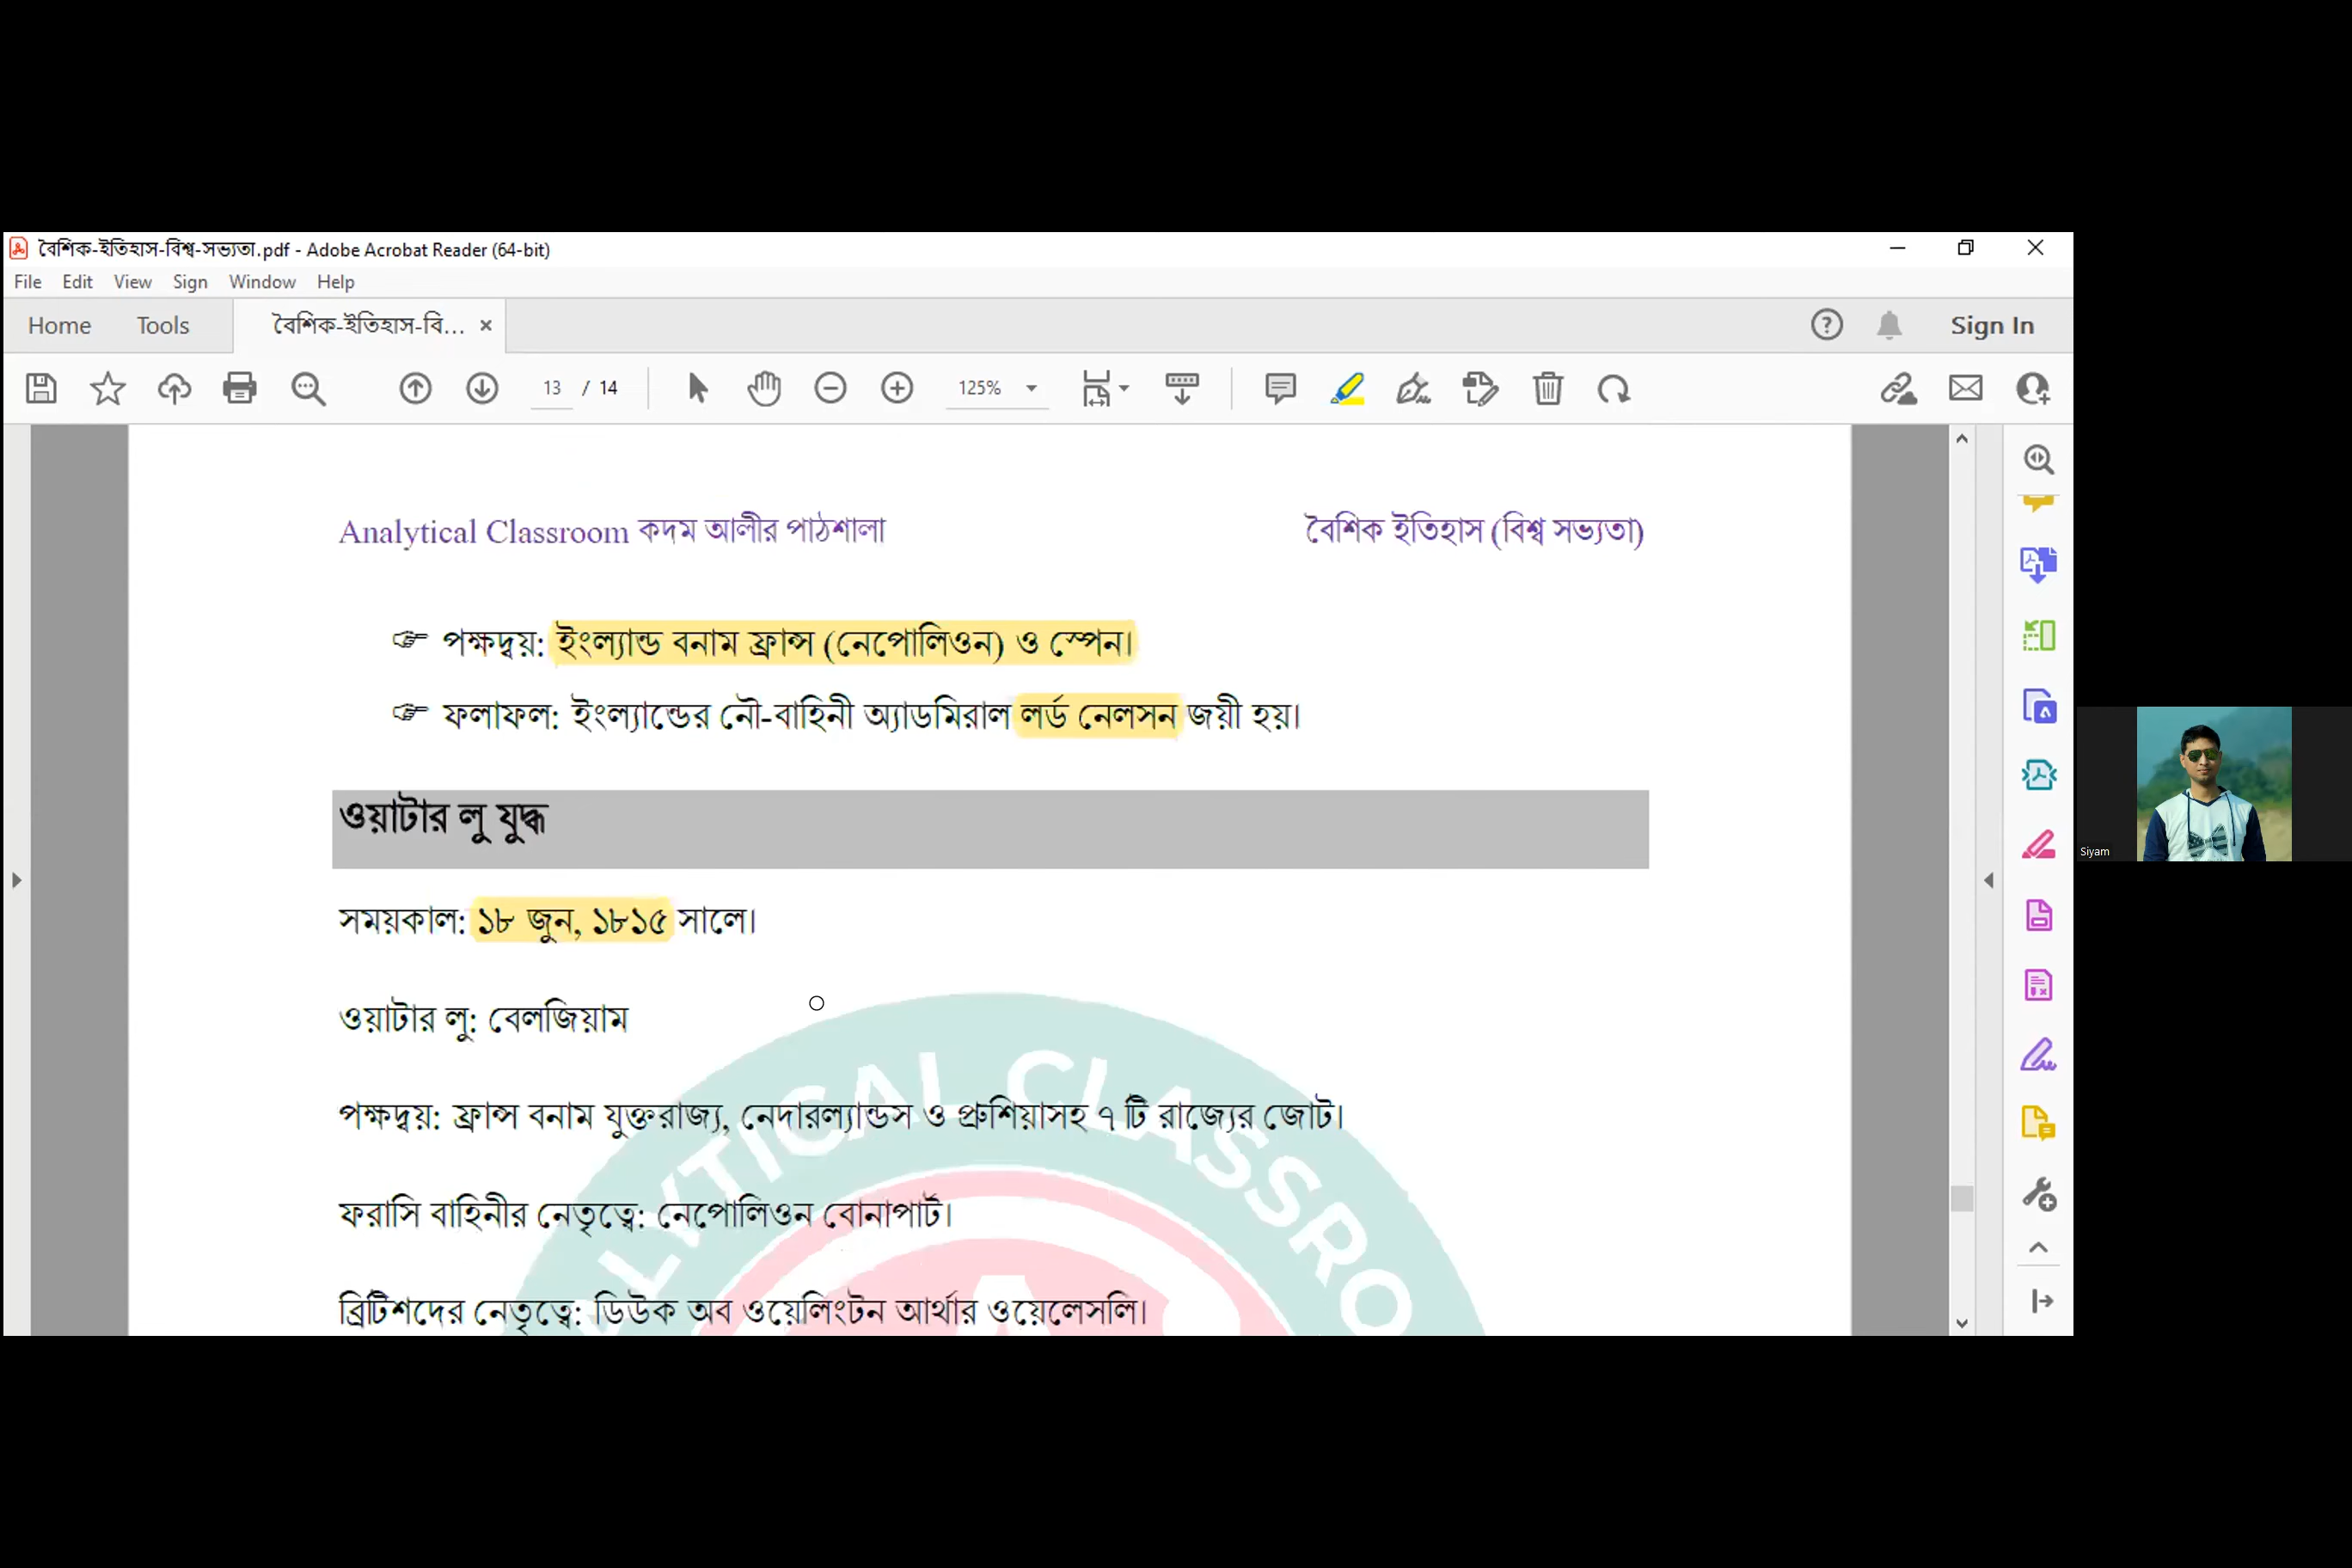 বৈশিক-ইতিহাস-বিশ্ব-সভ্যতা.pdf - Adobe Acrobat Reader (64-bit)
File Edit View Sign Window Help
Home Tools বৈশিক-ইতিহাস-বি... × Sign In
13 / 14 125%
Analytical Classroom কদম আলীর পাঠশালা বৈশিক ইতিহাস (বিশ্ব সভ্যতা)
☞ পক্ষদ্বয়: ইংল্যান্ড বনাম ফ্রান্স (নেপোলিওন) ও স্পেন।
☞ ফলাফল: ইংল্যান্ডের নৌ-বাহিনী অ্যাডমিরাল লর্ড নেলসন জয়ী হয়।
ওয়াটার লু যুদ্ধ
সময়কাল: ১৮ জুন, ১৮১৫ সালে।
ওয়াটার লু: বেলজিয়াম
পক্ষদ্বয়: ফ্রান্স বনাম যুক্তরাজ্য, নেদারল্যান্ডস ও প্রুশিয়াসহ ৭ টি রাজ্যের জোট।
ফরাসি বাহিনীর নেতৃত্বে: নেপোলিওন বোনাপার্ট।
ব্রিটিশদের নেতৃত্বে: ডিউক অব ওয়েলিংটন আর্থার ওয়েলেসলি।
ALYTICAL CLASSRO
Siyam